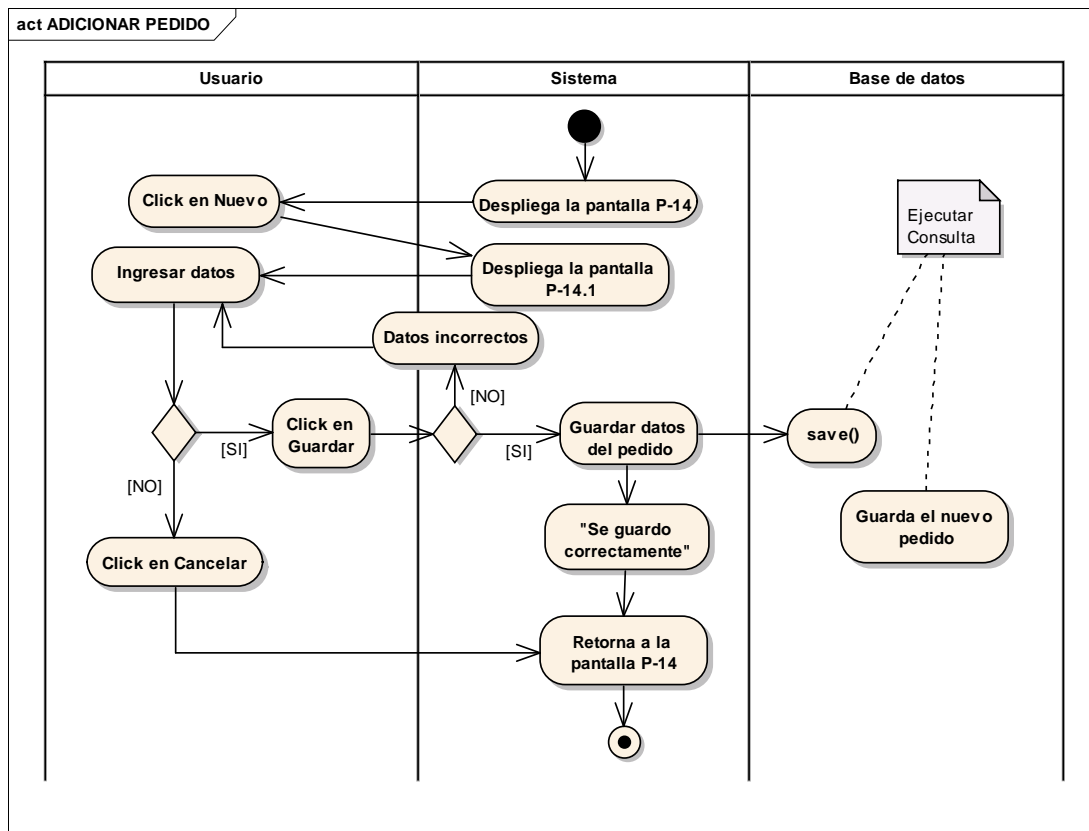 act ADICIONAR PEDIDO
Usuario
Sistema
Base de datos
Click en Nuevo
Despliega la pantalla P-14
Ejecutar
Consulta
Ingresar datos
Despliega la pantalla
P-14.1
Datos incorrectos
[NO]
Click en
Guardar
[SI]
Guardar datos
del pedido
[SI]
save()
[NO]
"Se guardo
correctamente"
Guarda el nuevo
pedido
Click en Cancelar
Retorna a la
pantalla P-14